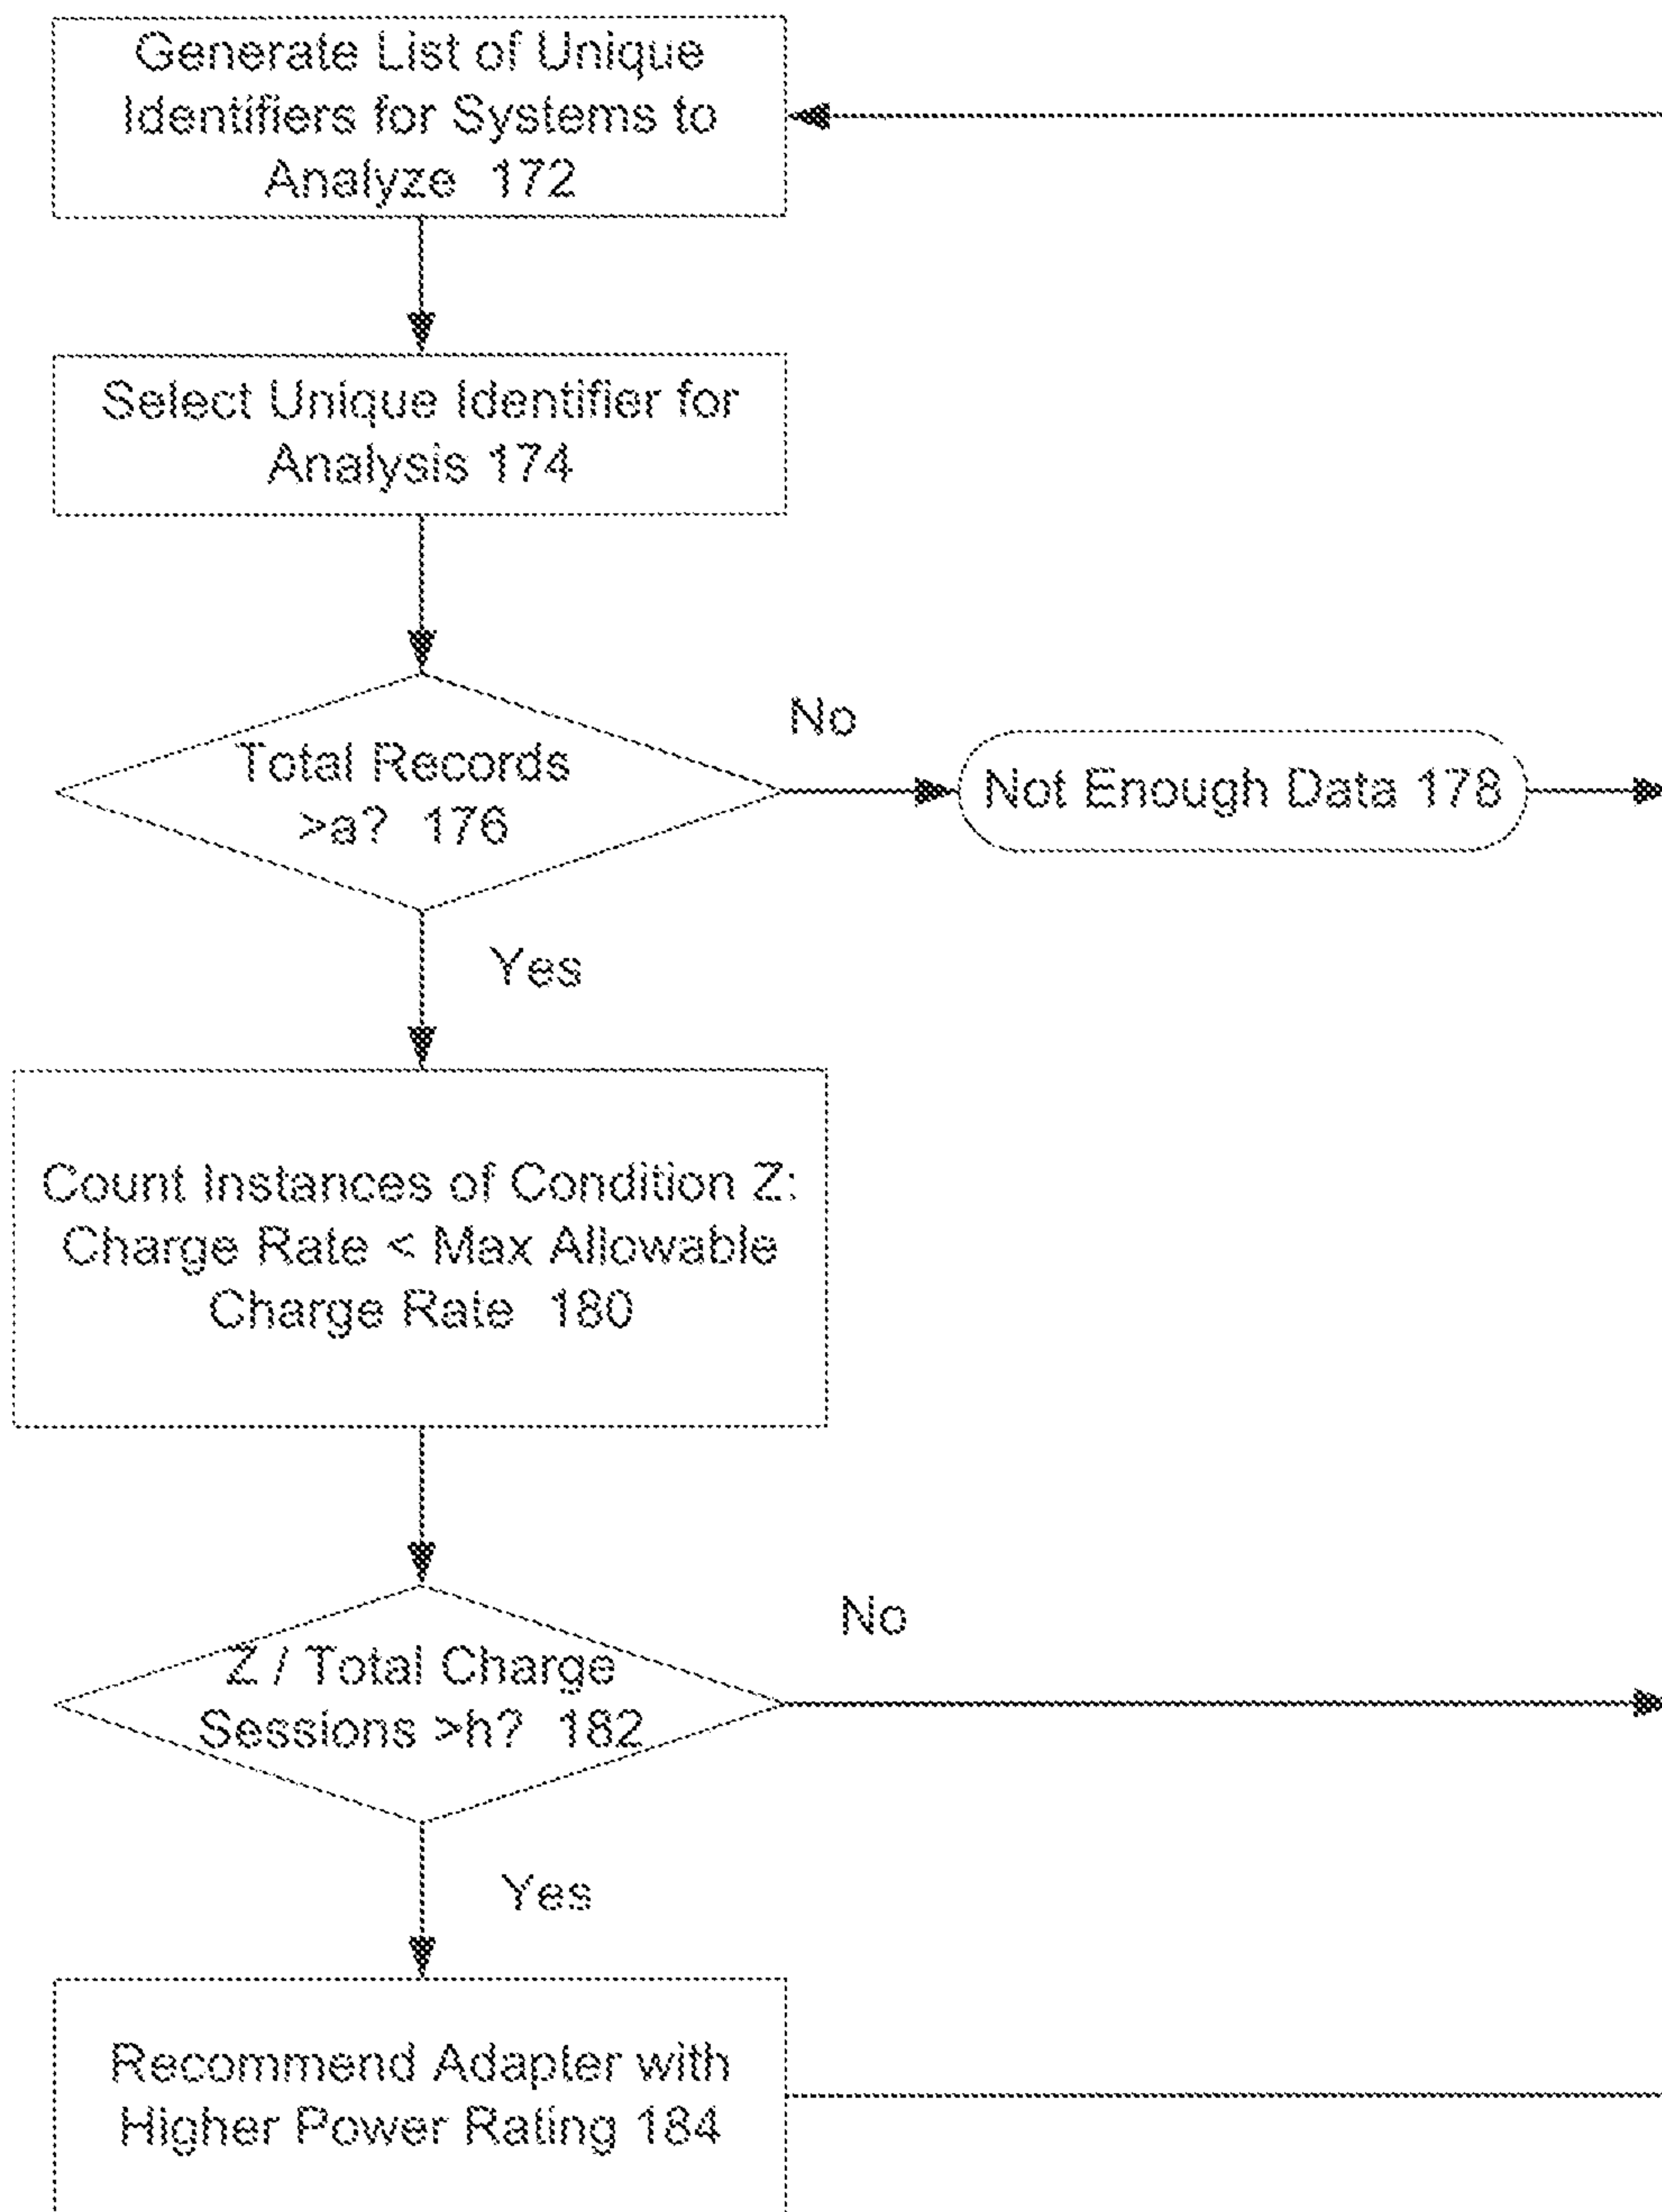 Generate List of Unique
Identifiers for Systems to
Analyze 172
Select Unique Identifier for
Analysis 174
Total Records
>a? 176
No
Not Enough Data 178
Yes
Count Instances of Condition Z:
Charge Rate < Max Allowable
Charge Rate 180
Z / Total Charge
Sessions >h? 182
No
Yes
Recommend Adapter with
Higher Power Rating 184